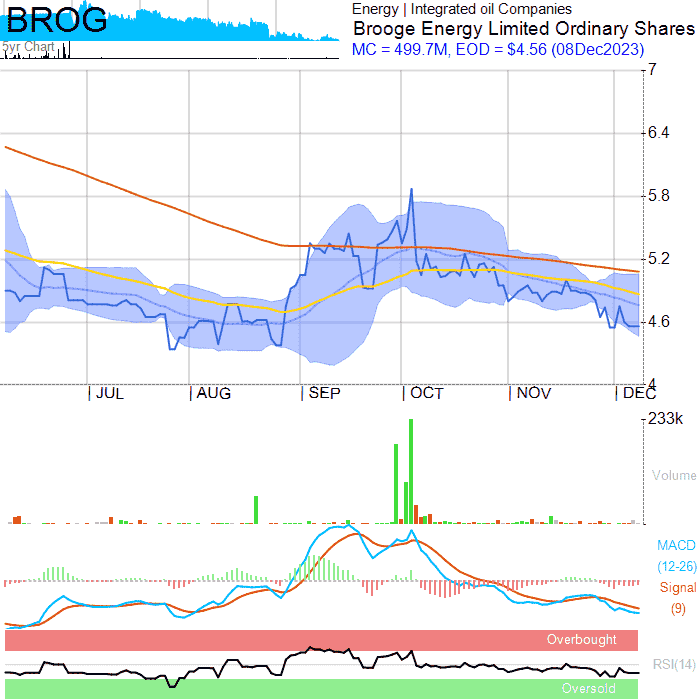 BROG
5yr Chart
Energy | Integrated oil Companies
Brooge Energy Limited Ordinary Shares
MC = 499.7M, EOD = $4.56 (08Dec2023)
7
6.4
5.8
5.2
4.6
4
JUL
AUG
SEP
OCT
NOV
DEC
233k
Volume
MACD
(12-26)
Signal
(9)
Overbought
RSI(14)
Oversold